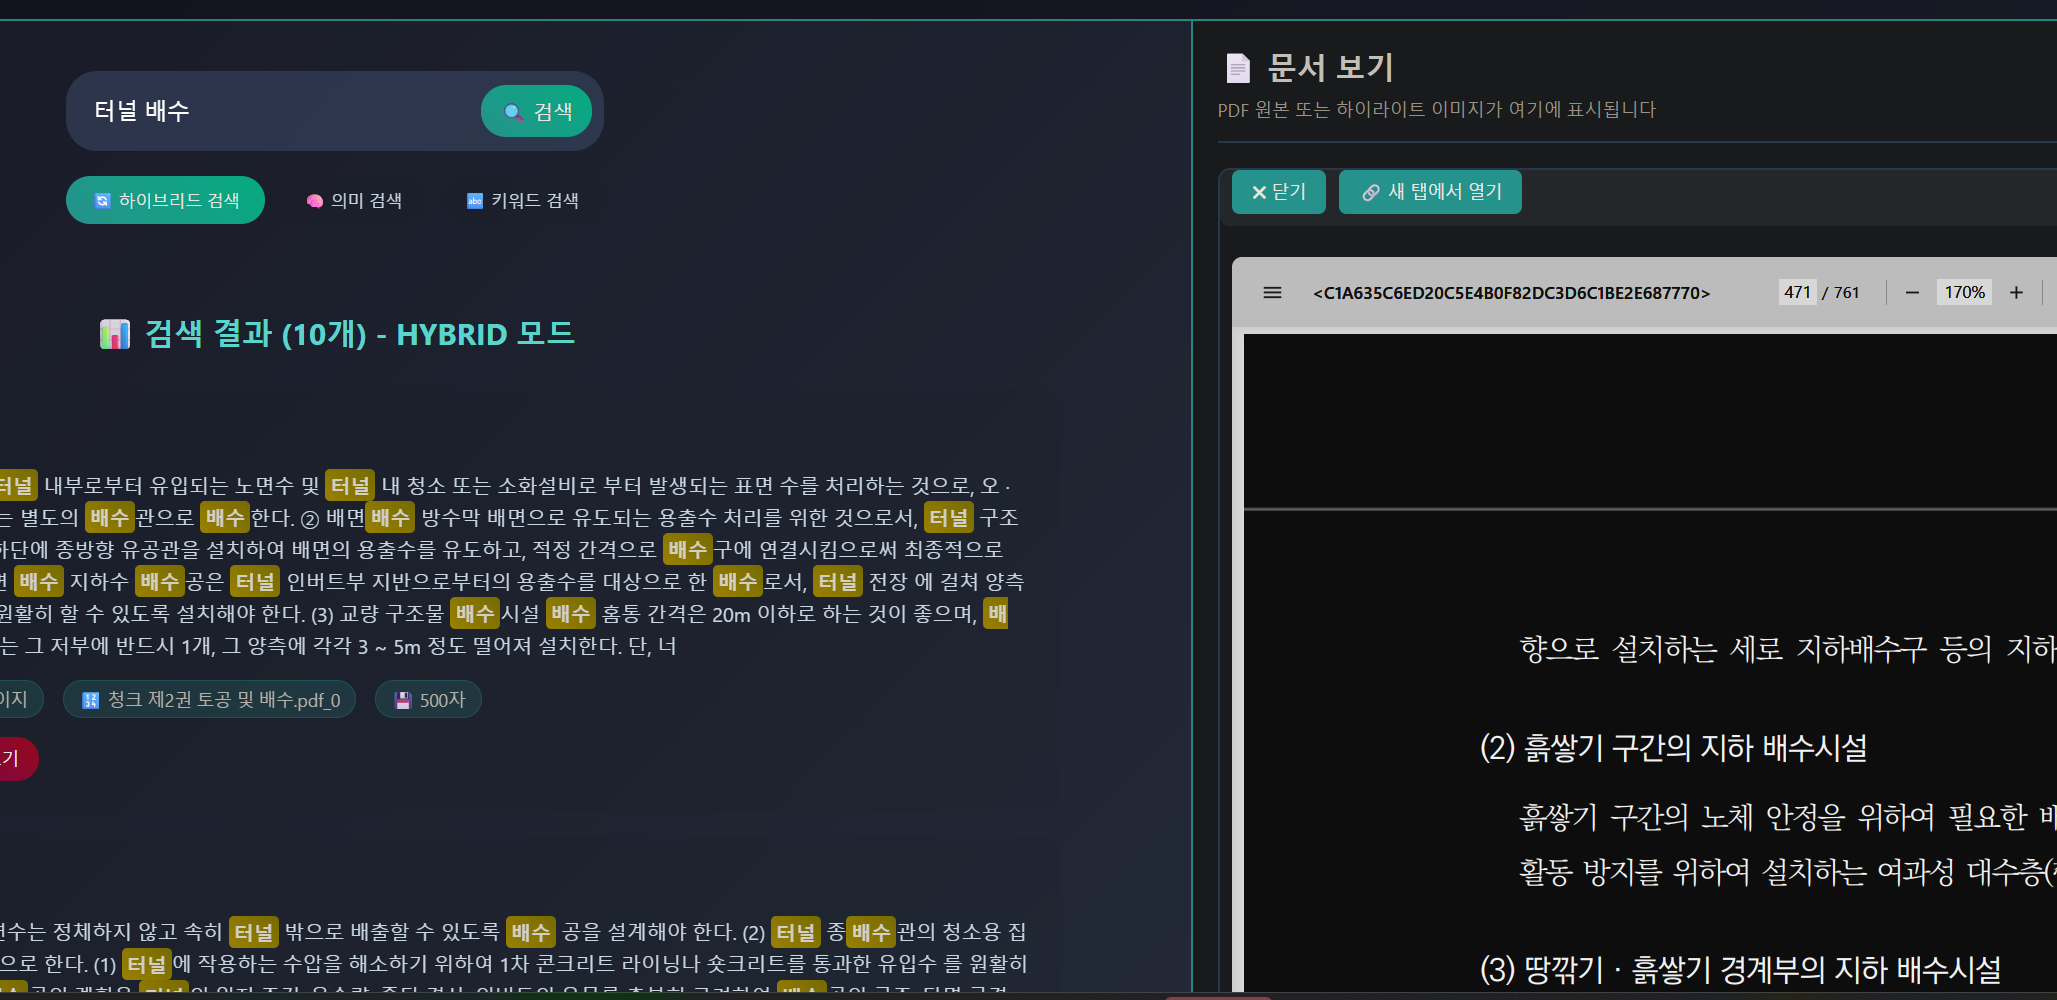 터널 배수
검색
하이브리드 검색
의미 검색
키워드 검색
검색 결과 (10개) - HYBRID 모드
터널 내부로부터 유입되는 노면수 및 터널 내 청소 또는 소화설비로 부터 발생되는 표면 수를 처리하는 것으로, 오 ·
는 별도의 배수관으로 배수한다. ② 배면배수 방수막 배면으로 유도되는 용출수 처리를 위한 것으로서, 터널 구조
하단에 종방향 유공관을 설치하여 배면의 용출수를 유도하고, 적정 간격으로 배수구에 연결시킴으로써 최종적으로
면 배수 지하수 배수공은 터널 인버트부 지반으로부터의 용출수를 대상으로 한 배수로서, 터널 전장 에 걸쳐 양측
원활히 할 수 있도록 설치해야 한다. (3) 교량 구조물 배수시설 배수 홈통 간격은 20m 이하로 하는 것이 좋으며, 배
는 그 저부에 반드시 1개, 그 양측에 각각 3 ~ 5m 정도 떨어져 설치한다. 단, 너
이지
청크 제2권 토공 및 배수.pdf_0
500자
기
면수는 정체하지 않고 속히 터널 밖으로 배출할 수 있도록 배수 공을 설계해야 한다. (2) 터널 종배수관의 청소용 집
으로 한다. (1) 터널에 작용하는 수압을 해소하기 위하여 1차 콘크리트 라이닝나 숏크리트를 통과한 유입수 를 원활히
문서 보기
PDF 원본 또는 하이라이트 이미지가 여기에 표시됩니다
닫기
새 탭에서 열기
<C1A635C6ED20C5E4B0F82DC3D6C1BE2E687770>
471 / 761
170%
향으로 설치하는 세로 지하배수구 등의 지하
(2) 흙쌓기 구간의 지하 배수시설
흙쌓기 구간의 노체 안정을 위하여 필요한 배
활동 방지를 위하여 설치하는 여과성 대수층(
(3) 땅깎기 · 흙쌓기 경계부의 지하 배수시설